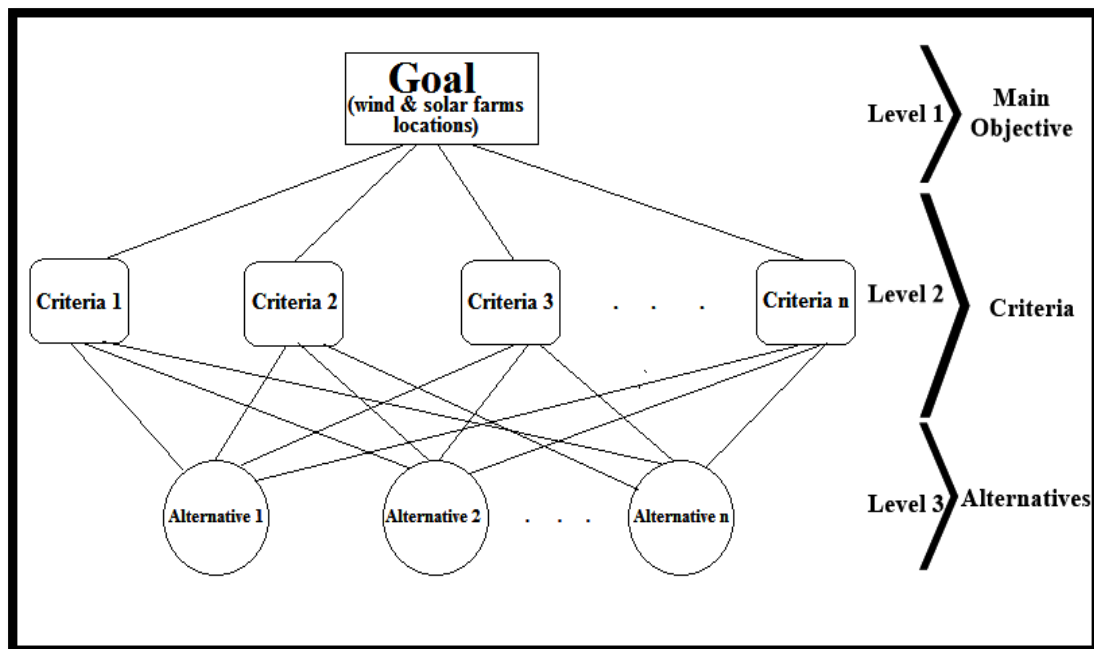 Goal
(wind & solar farms
locations)
Level 1
Main
Objective
Criteria 1
Criteria 2
Criteria 3
. . .
Criteria n
Level 2
Criteria
Alternative 1
Alternative 2
. . .
Alternative n
Level 3
Alternatives